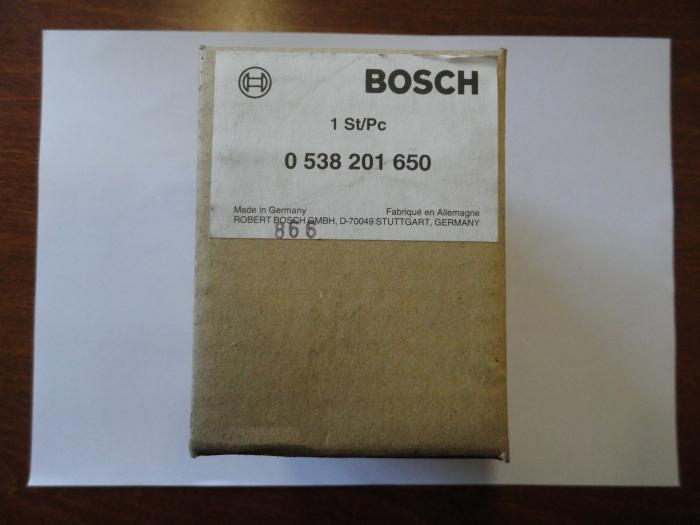 BOSCH
1 St/Pc
0 538 201 650
Made in Germany Fabriqué en Allemagne
ROBERT BOSCH GMBH, D-70049 STUTTGART, GERMANY
866